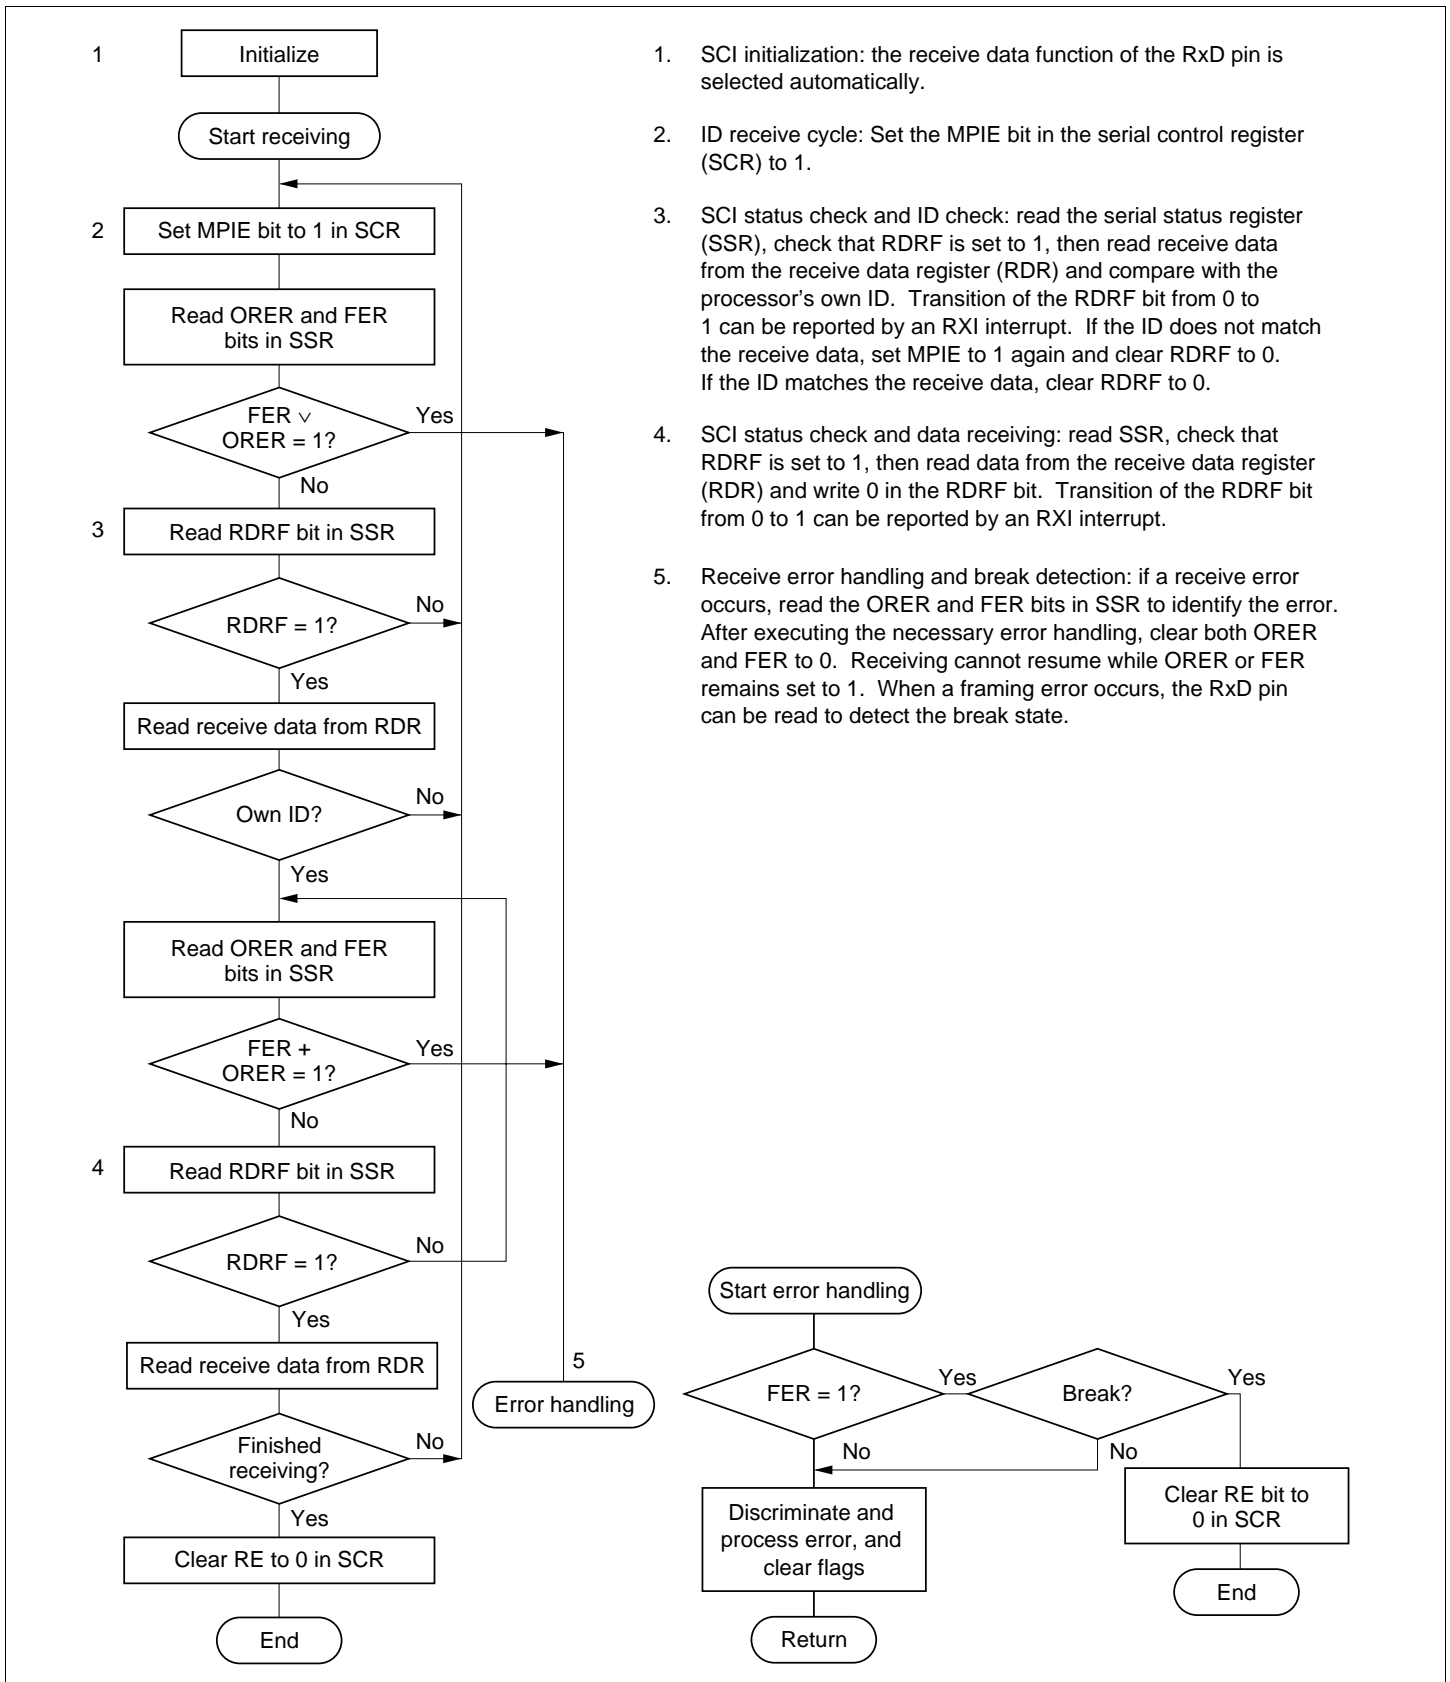 1
Initialize
Start receiving
2
Set MPIE bit to 1 in SCR
Read ORER and FER
bits in SSR
FER ∨
ORER = 1?
Yes
No
3
Read RDRF bit in SSR
RDRF = 1?
No
Yes
Read receive data from RDR
Own ID?
No
Yes
Read ORER and FER
bits in SSR
FER +
ORER = 1?
Yes
No
4
Read RDRF bit in SSR
RDRF = 1?
No
Yes
Read receive data from RDR
5
Error handling
Finished
receiving?
No
Yes
Clear RE to 0 in SCR
End
1. SCI initialization: the receive data function of the RxD pin is
selected automatically.
2. ID receive cycle: Set the MPIE bit in the serial control register
(SCR) to 1.
3. SCI status check and ID check: read the serial status register
(SSR), check that RDRF is set to 1, then read receive data
from the receive data register (RDR) and compare with the
processor's own ID. Transition of the RDRF bit from 0 to
1 can be reported by an RXI interrupt. If the ID does not match
the receive data, set MPIE to 1 again and clear RDRF to 0.
If the ID matches the receive data, clear RDRF to 0.
4. SCI status check and data receiving: read SSR, check that
RDRF is set to 1, then read data from the receive data register
(RDR) and write 0 in the RDRF bit. Transition of the RDRF bit
from 0 to 1 can be reported by an RXI interrupt.
5. Receive error handling and break detection: if a receive error
occurs, read the ORER and FER bits in SSR to identify the error.
After executing the necessary error handling, clear both ORER
and FER to 0. Receiving cannot resume while ORER or FER
remains set to 1. When a framing error occurs, the RxD pin
can be read to detect the break state.
Start error handling
FER = 1?
Yes
Break?
Yes
No
No
Discriminate and
process error, and
clear flags
Clear RE bit to
0 in SCR
End
Return